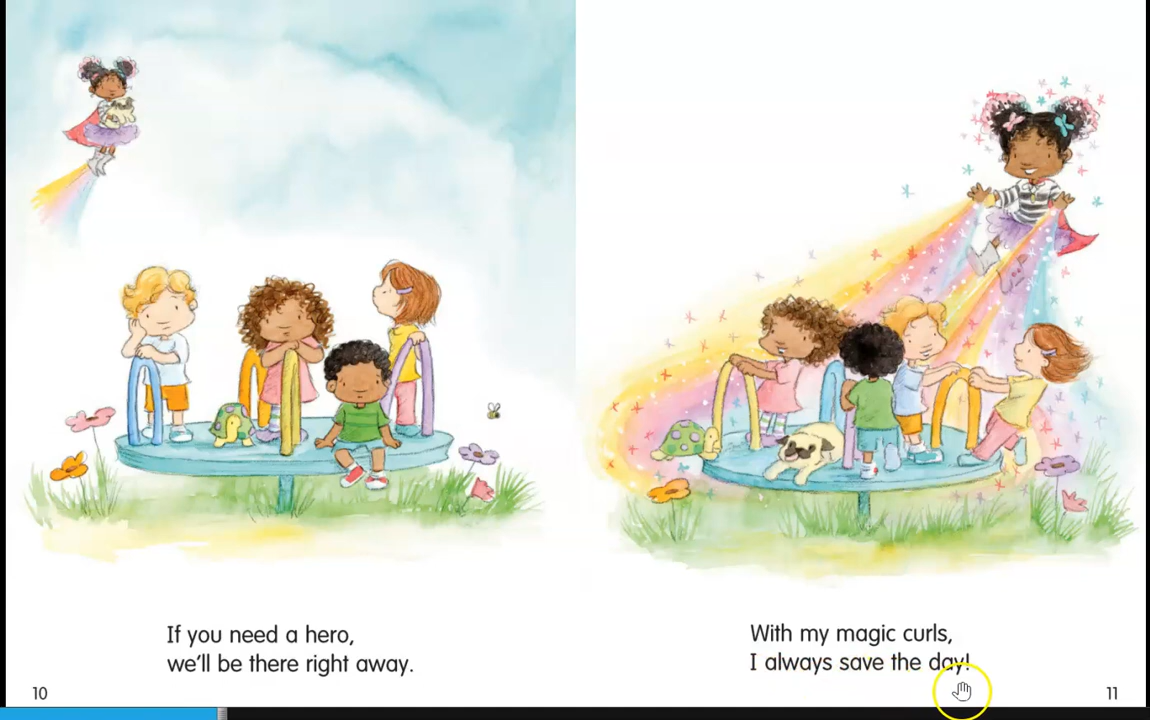 If you need a hero,
we'll be there right away.
10
With my magic curls,
I always save the day!
11